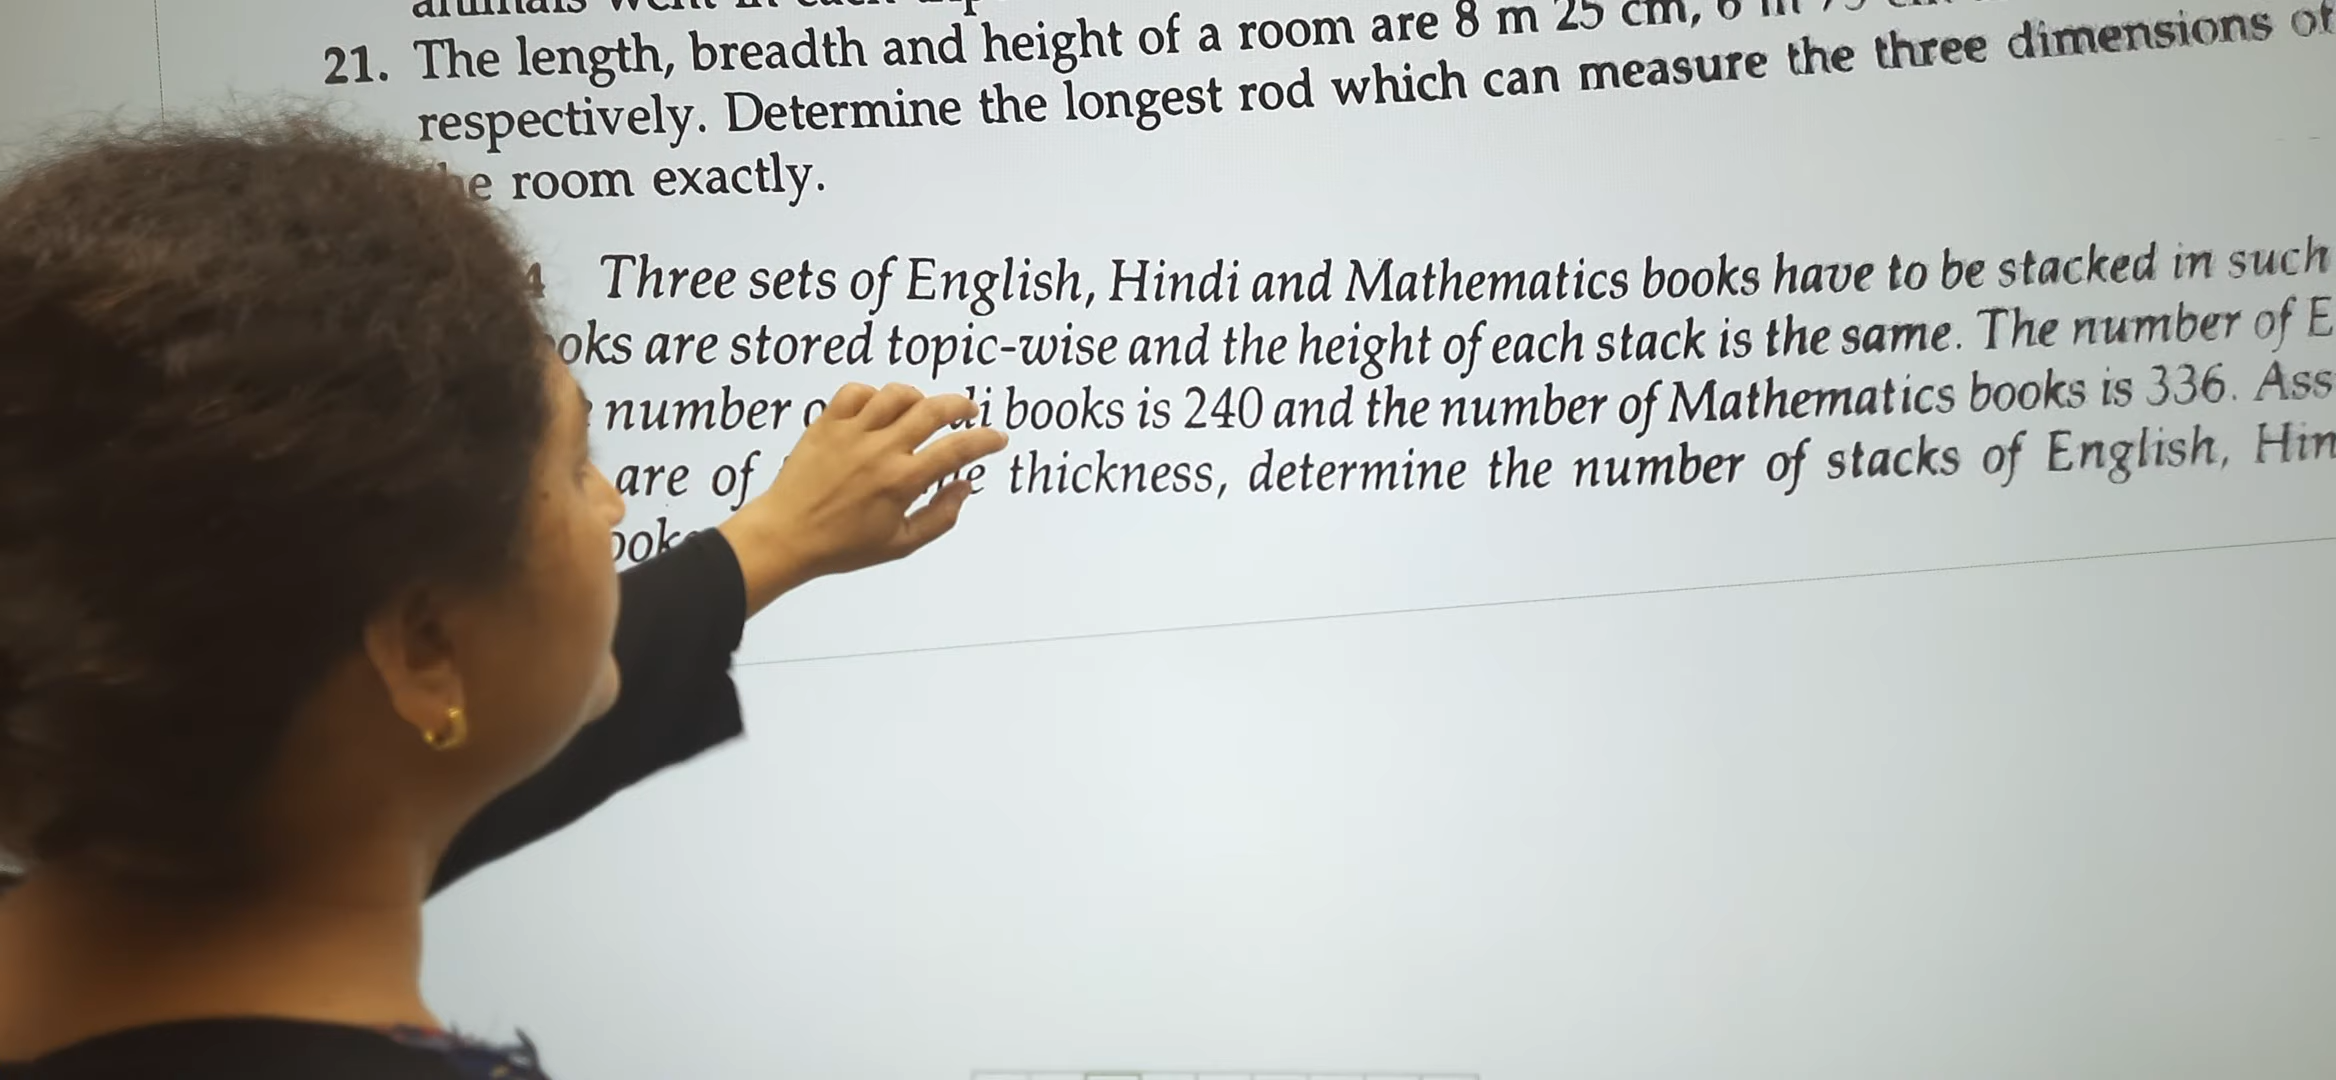 21. The length, breadth and height of a room are 8 m 25 cm,
respectively. Determine the longest rod which can measure the three dimensions of
room exactly.
Three sets of English, Hindi and Mathematics books have to be stacked in such
are stored topic-wise and the height of each stack is the same. The number of E
number books is 240 and the number of Mathematics books is 336. Ass
are of thickness, determine the number of stacks of English, Hin